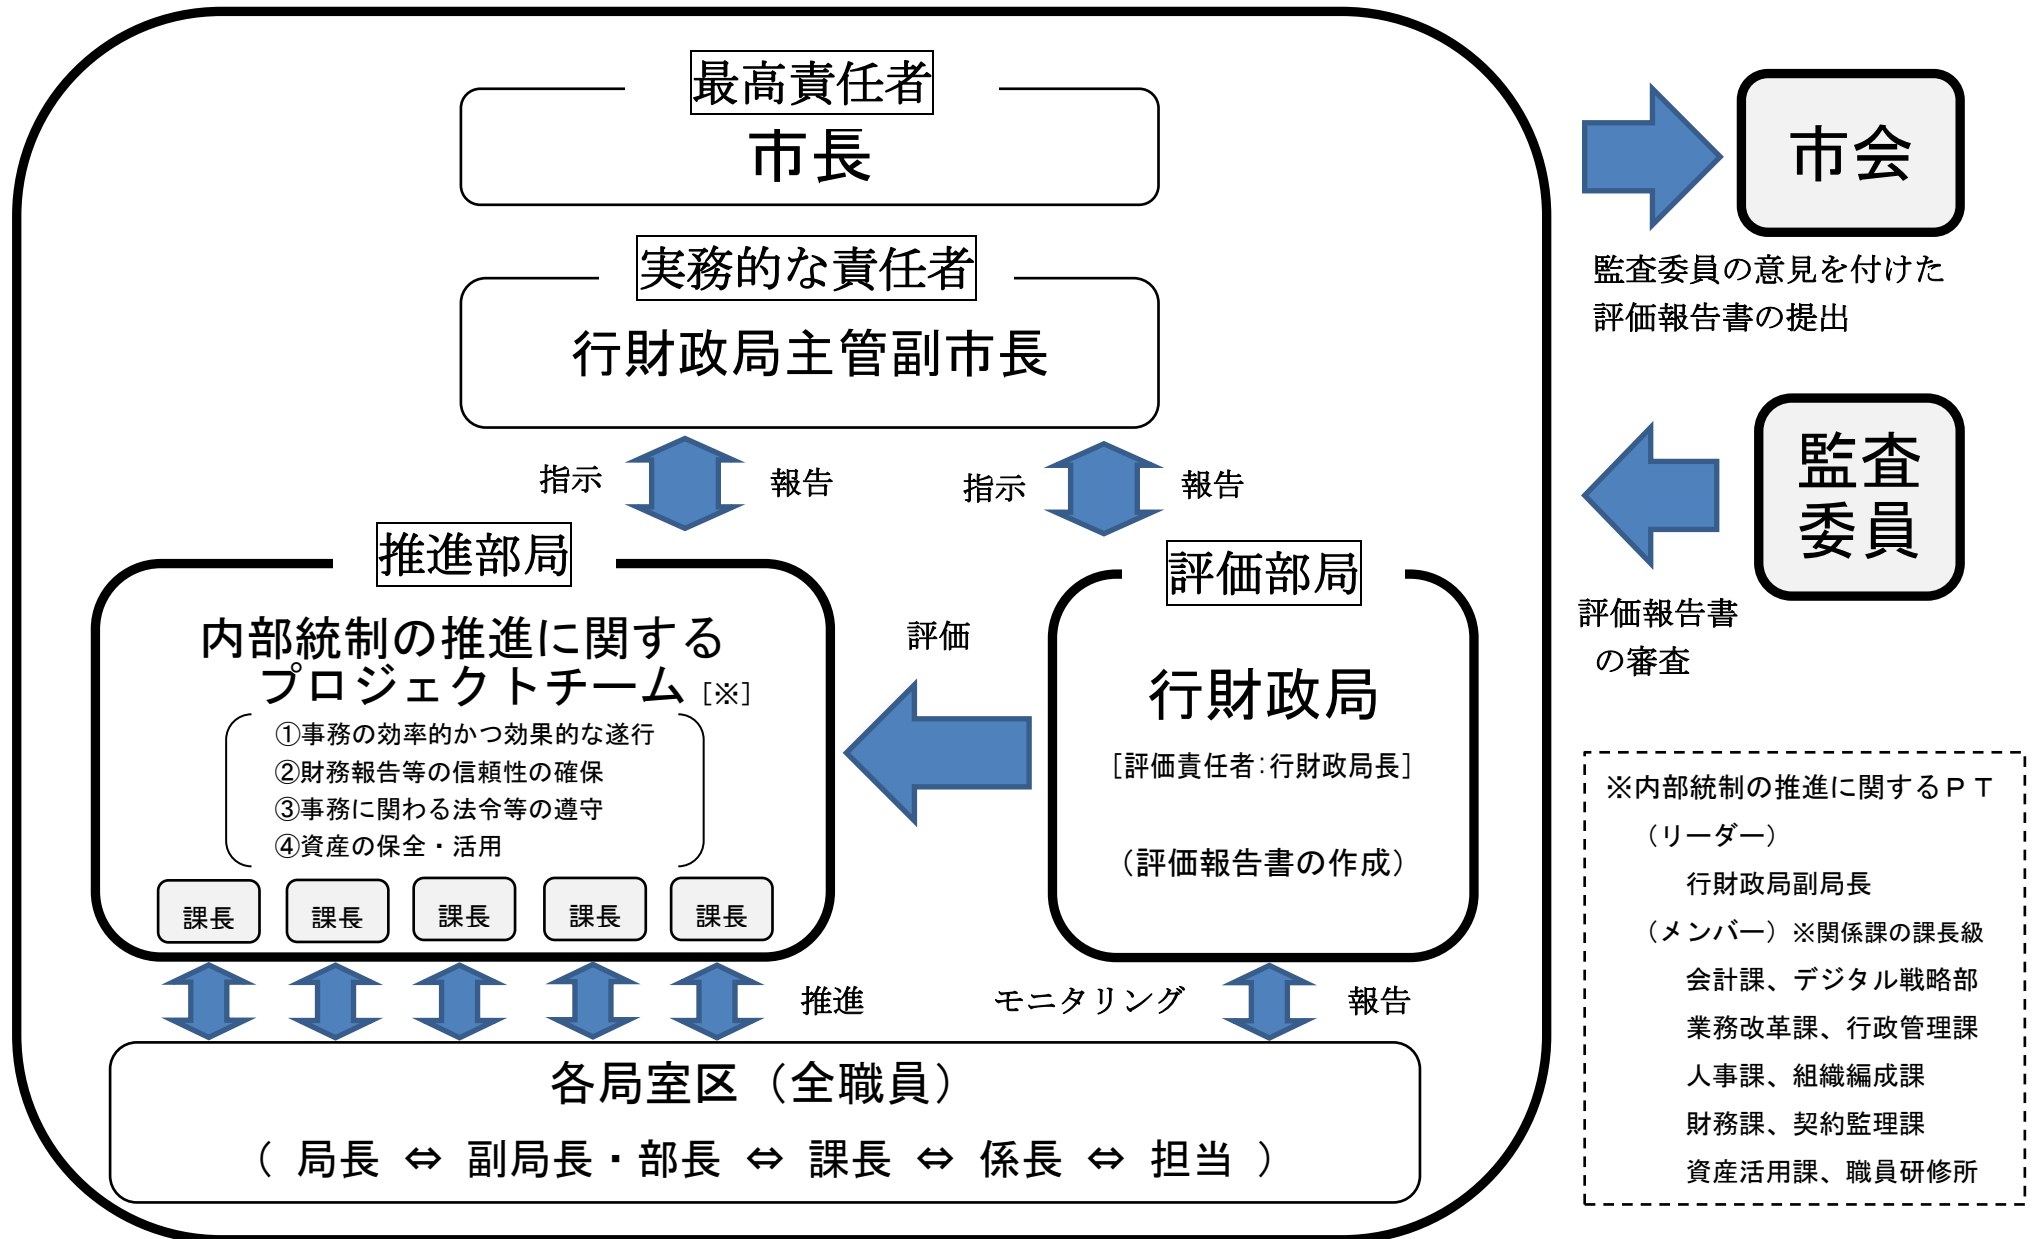 最高責任者
市長
実務的な責任者
行財政局主管副市長
指示
報告
指示
報告
推進部局
内部統制の推進に関する
プロジェクトチーム［※］
①事務の効率的かつ効果的な遂行
②財務報告等の信頼性の確保
③事務に関わる法令等の遵守
④資産の保全・活用
課長
課長
課長
課長
課長
評価
評価部局
行財政局
［評価責任者：行財政局長］
（評価報告書の作成）
推進
モニタリング
報告
各局室区（全職員）
（ 局長 ⇔ 副局長・部長 ⇔ 課長 ⇔ 係長 ⇔ 担当 ）
市会
監査委員の意見を付けた
評価報告書の提出
監査
委員
評価報告書
の審査
※内部統制の推進に関するＰＴ
（リーダー）
行財政局副局長
（メンバー）※関係課の課長級
会計課、デジタル戦略部
業務改革課、行政管理課
人事課、組織編成課
財務課、契約監理課
資産活用課、職員研修所